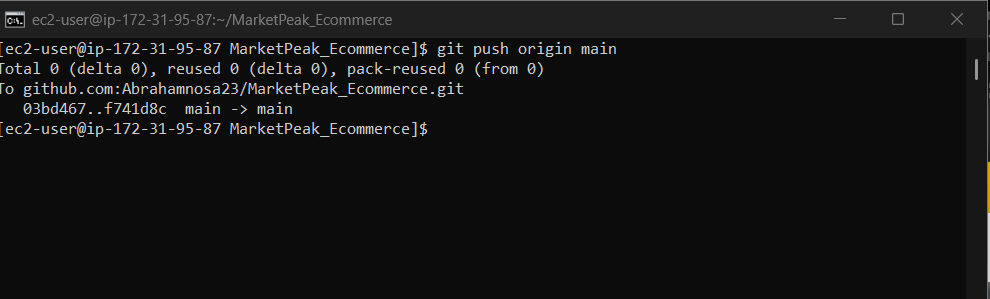 ec2-user@ip-172-31-95-87:~/MarketPeak_Ecommerce
[ec2-user@ip-172-31-95-87 MarketPeak_Ecommerce]$ git push origin main
Total 0 (delta 0), reused 0 (delta 0), pack-reused 0 (from 0)
To github.com:Abrahamnosa23/MarketPeak_Ecommerce.git
   03bd467..f741d8c  main -> main
[ec2-user@ip-172-31-95-87 MarketPeak_Ecommerce]$